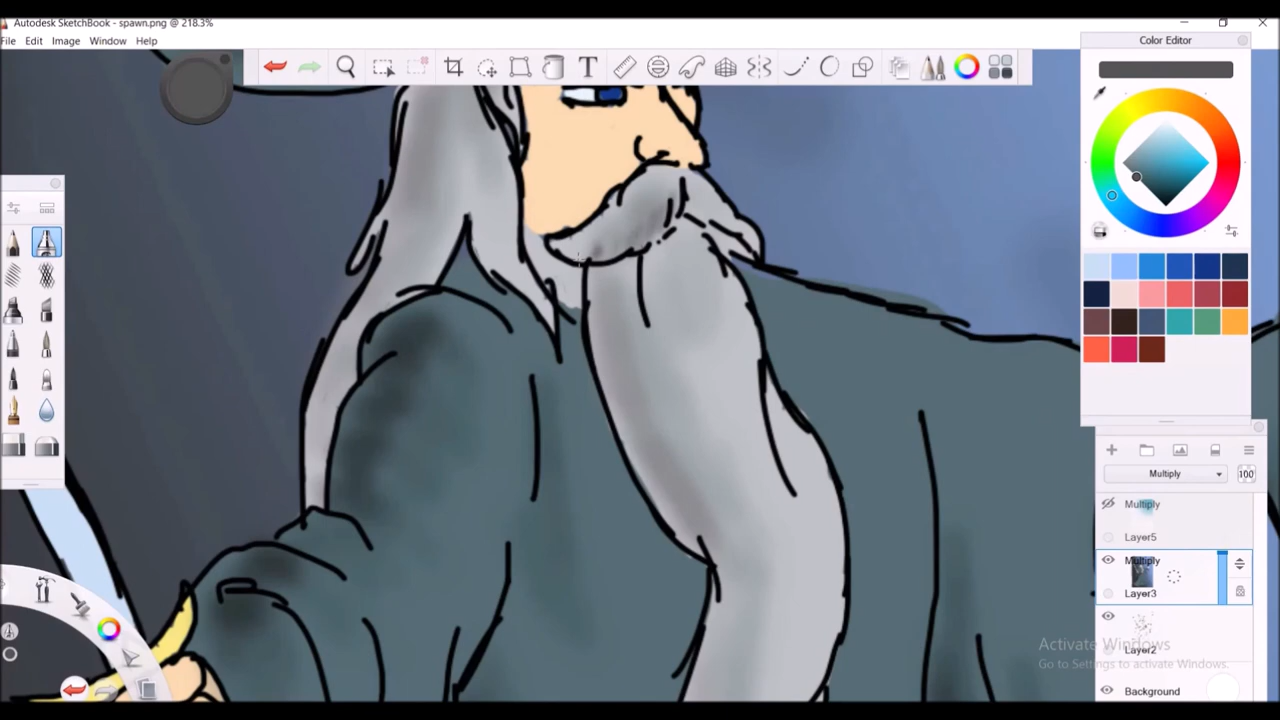 Autodesk SketchBook - spawn.png @ 218.3%
File Edit Image Window Help
T
Color Editor
Multiply 100
Multiply
Layer5
Multiply
Layer3
Layer2
Background
Activate Windows
Go to Settings to activate Windows.